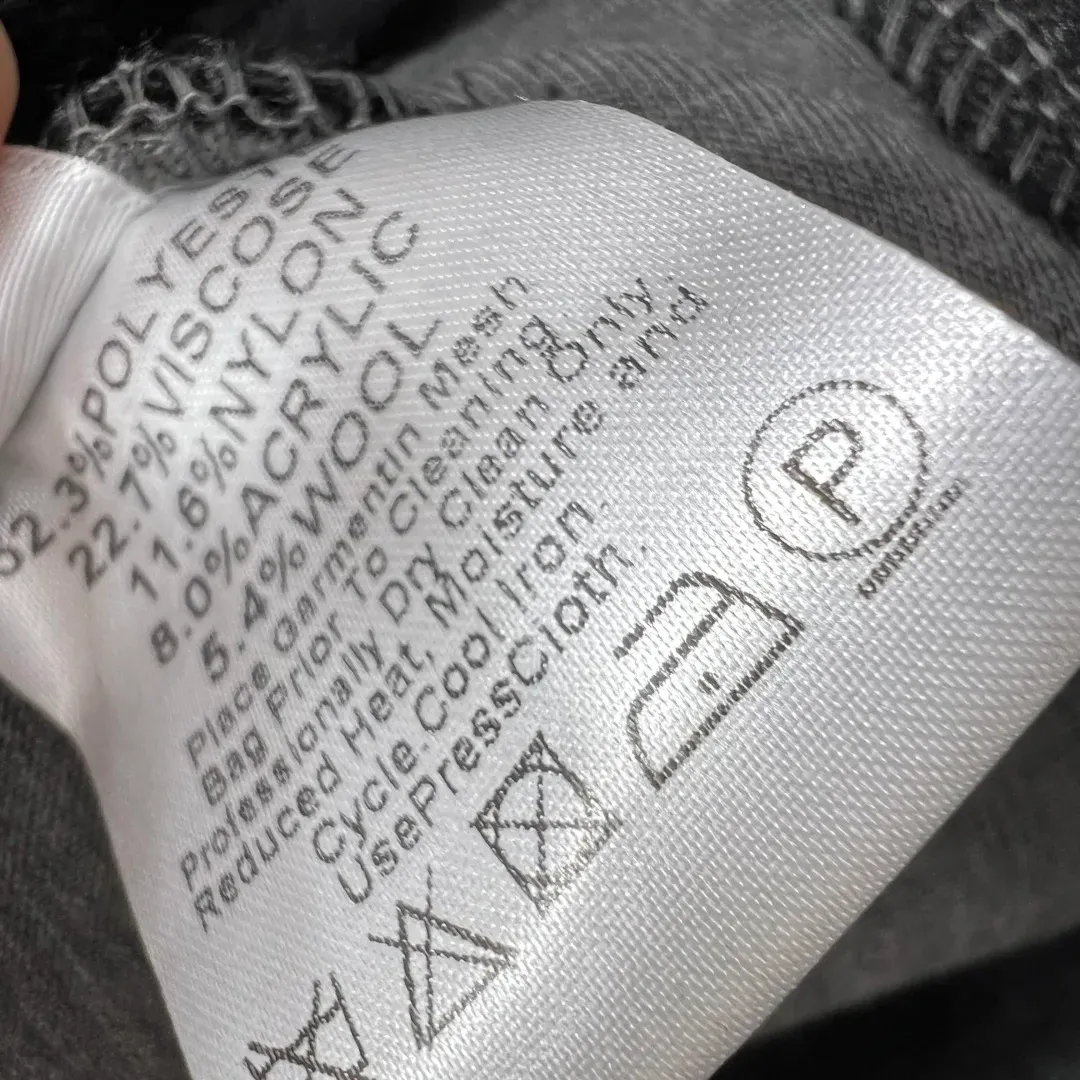 52.3%POLYEST
22.7%VISCOSE
11.6%NYLON
8.0%ACRYLIC
5.4%WOOL
Place Garmentin Mesh
Bag Prior To Cleaning.
Professionally Dry Clean Only.
Reduced Heat, Moisture and
Cycle.Cool Iron.
UsePressCloth.
P